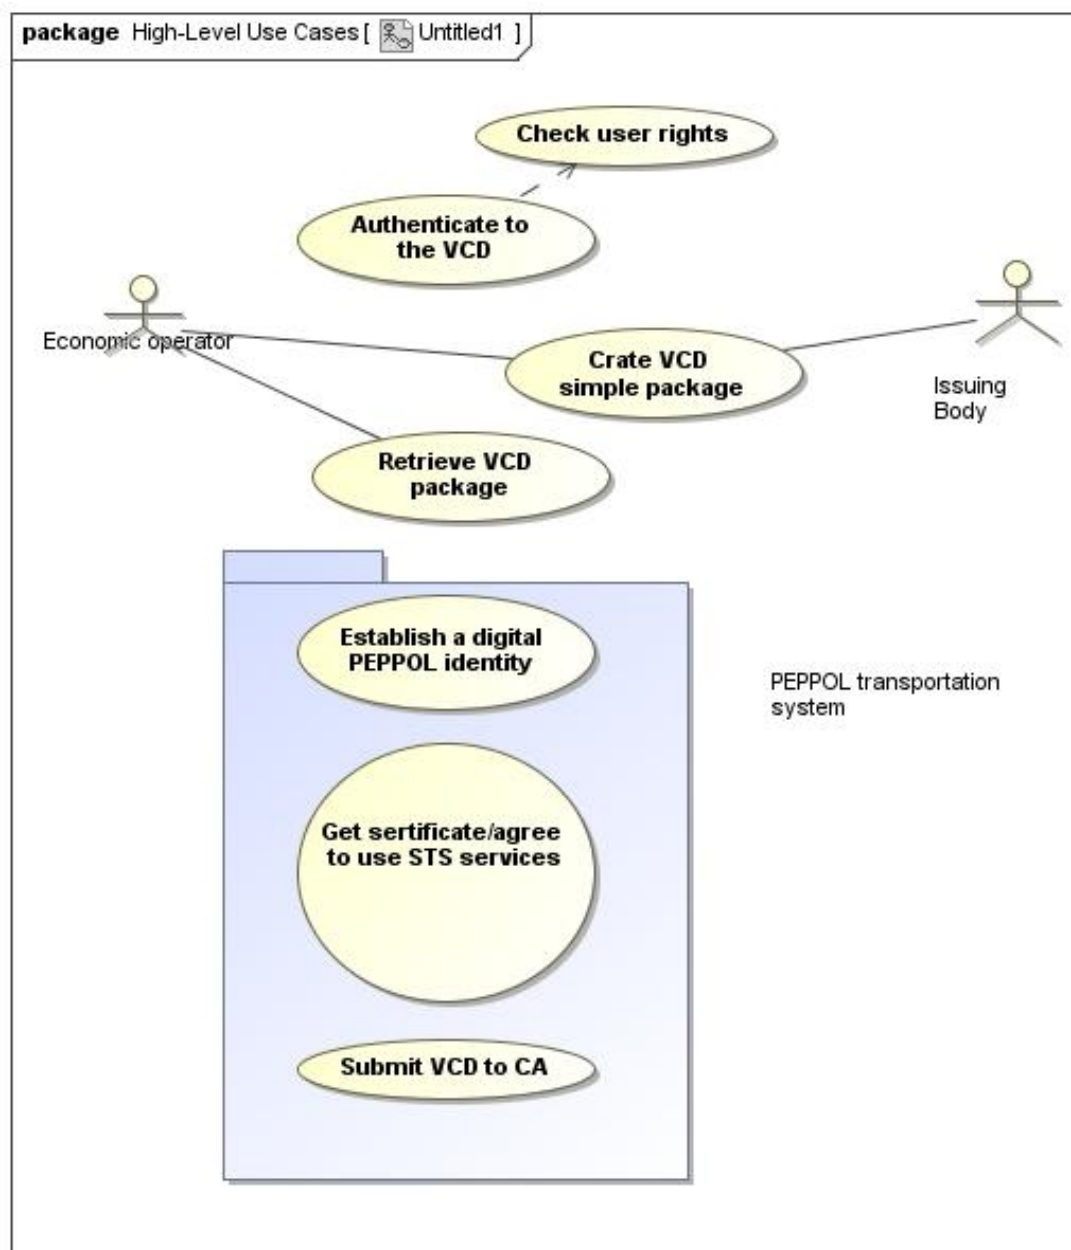 package High-Level Use Cases [ Untitled1 ]
Check user rights
Authenticate to
the VCD
Economic operator
Crate VCD
simple package
Issuing
Body
Retrieve VCD
package
Establish a digital
PEPPOL identity
PEPPOL transportation
system
Get sertificate/agree
to use STS services
Submit VCD to CA